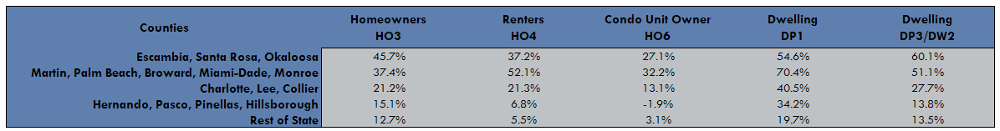 Counties Homeowners HO3 Renters HO4 Condo Unit Owner HO6 Dwelling DP1 Dwelling DP3/DW2
Escambia, Santa Rosa, Okaloosa 45.7% 37.2% 27.1% 54.6% 60.1%
Martin, Palm Beach, Broward, Miami-Dade, Monroe 37.4% 52.1% 32.2% 70.4% 51.1%
Charlotte, Lee, Collier 21.2% 21.3% 13.1% 40.5% 27.7%
Hernando, Pasco, Pinellas, Hillsborough 15.1% 6.8% -1.9% 34.2% 13.8%
Rest of State 12.7% 5.5% 3.1% 19.7% 13.5%